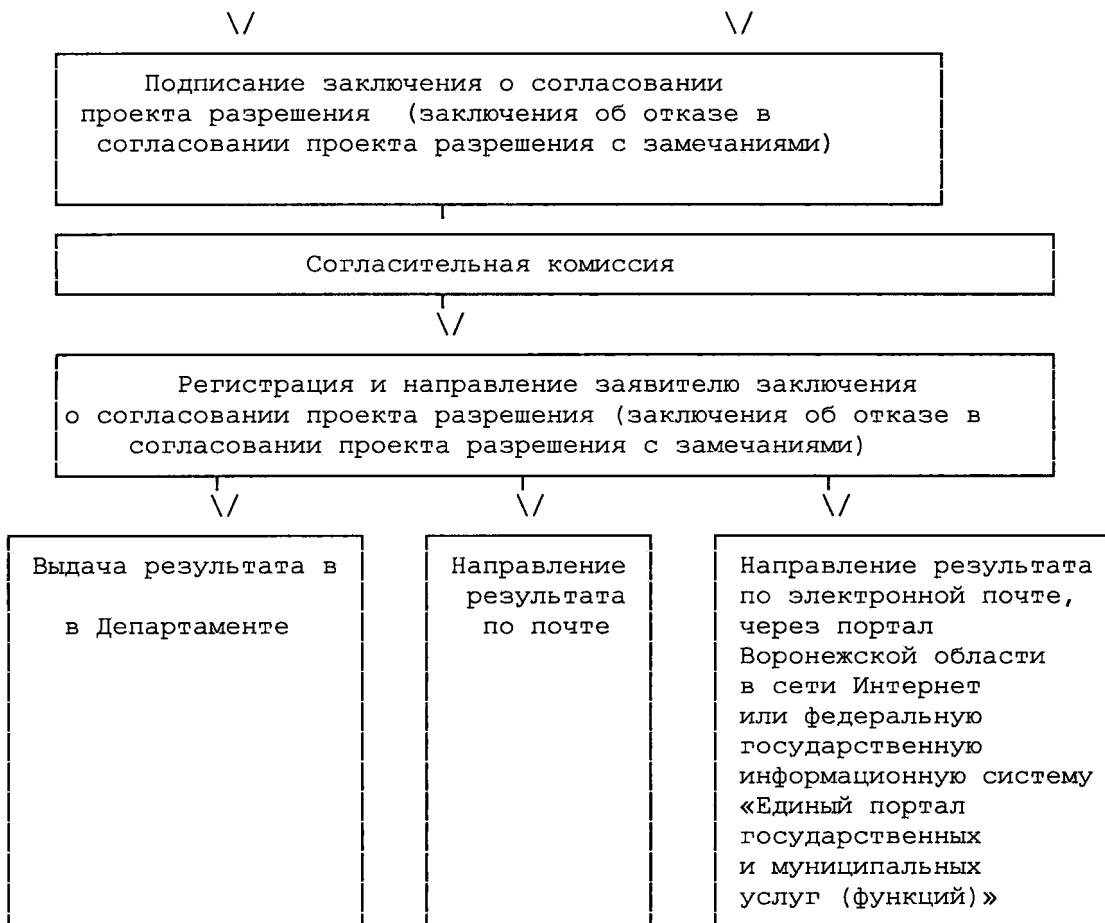 Подписание заключения о согласовании
проекта разрешения (заключения об отказе в
согласовании проекта разрешения с замечаниями)
Согласительная комиссия
Регистрация и направление заявителю заключения
о согласовании проекта разрешения (заключения об отказе в
согласовании проекта разрешения с замечаниями)
Выдача результата в
в Департаменте
Направление
результата
по почте
Направление результата
по электронной почте,
через портал
Воронежской области
в сети Интернет
или федеральную
государственную
информационную систему
«Единый портал
государственных
и муниципальных
услуг (функций)»